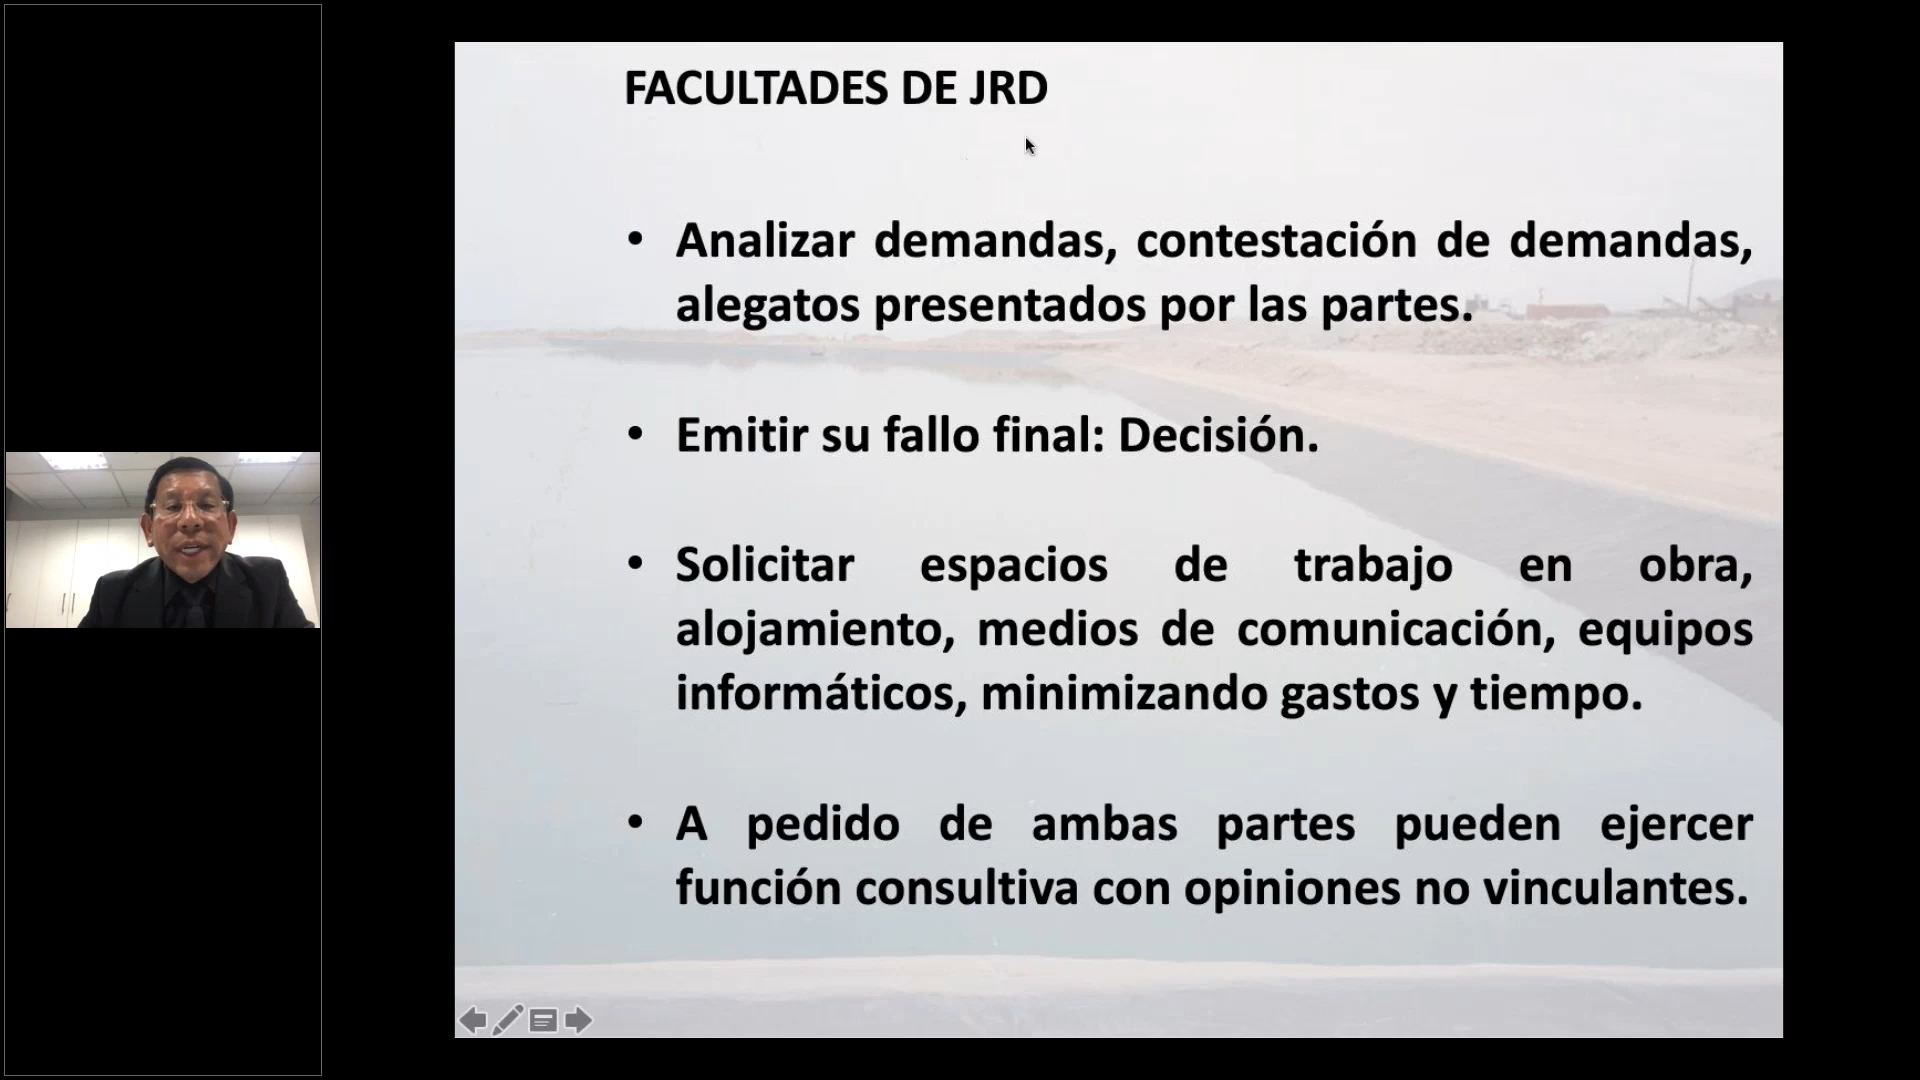 FACULTADES DE JRD
• Analizar demandas, contestación de demandas,
alegatos presentados por las partes.
• Emitir su fallo final: Decisión.
• Solicitar espacios de trabajo en obra,
alojamiento, medios de comunicación, equipos
informáticos, minimizando gastos y tiempo.
• A pedido de ambas partes pueden ejercer
función consultiva con opiniones no vinculantes.